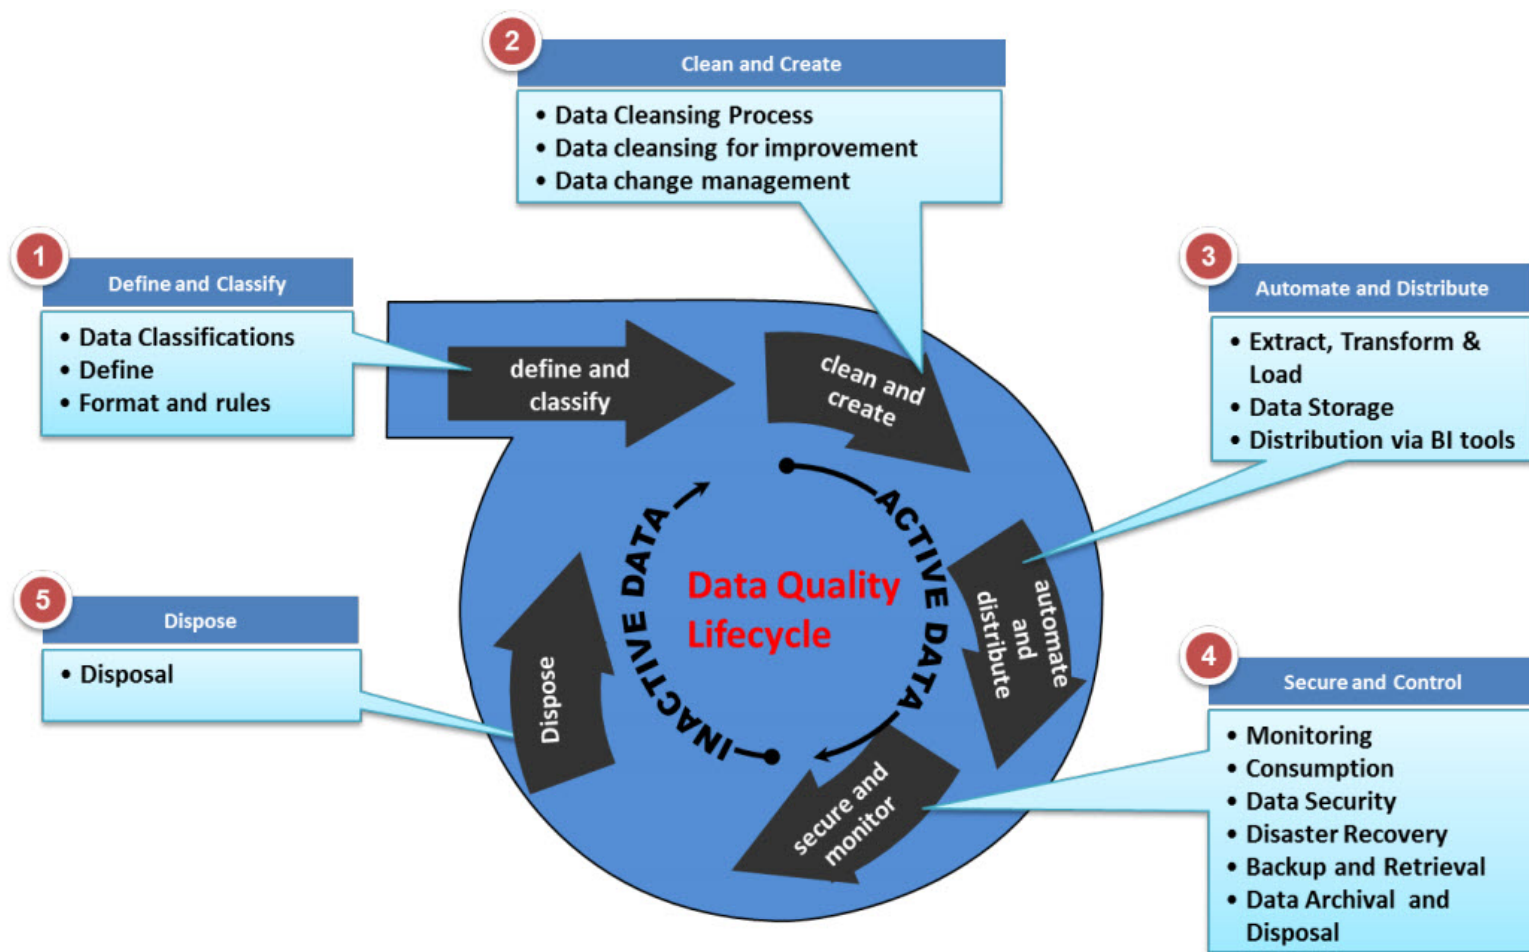 2
Clean and Create
• Data Cleansing Process
• Data cleansing for improvement
• Data change management
1
Define and Classify
• Data Classifications
• Define
• Format and rules
3
Automate and Distribute
• Extract, Transform &
Load
• Data Storage
• Distribution via BI tools
define and
classify
clean and
create
automate
and
distribute
secure and
monitor
Dispose
ACTIVE DATA
INACTIVE DATA
Data Quality
Lifecycle
5
Dispose
• Disposal
4
Secure and Control
• Monitoring
• Consumption
• Data Security
• Disaster Recovery
• Backup and Retrieval
• Data Archival and
Disposal